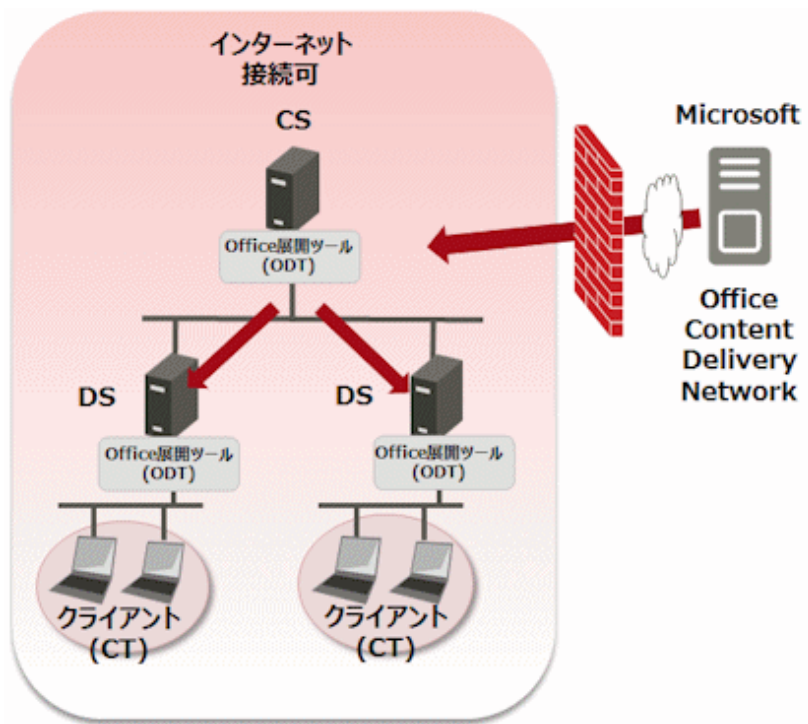 インターネット
接続可
CS
Office展開ツール
(ODT)
Microsoft
Office
Content
Delivery
Network
DS
Office展開ツール
(ODT)
DS
Office展開ツール
(ODT)
クライアント
(CT)
クライアント
(CT)